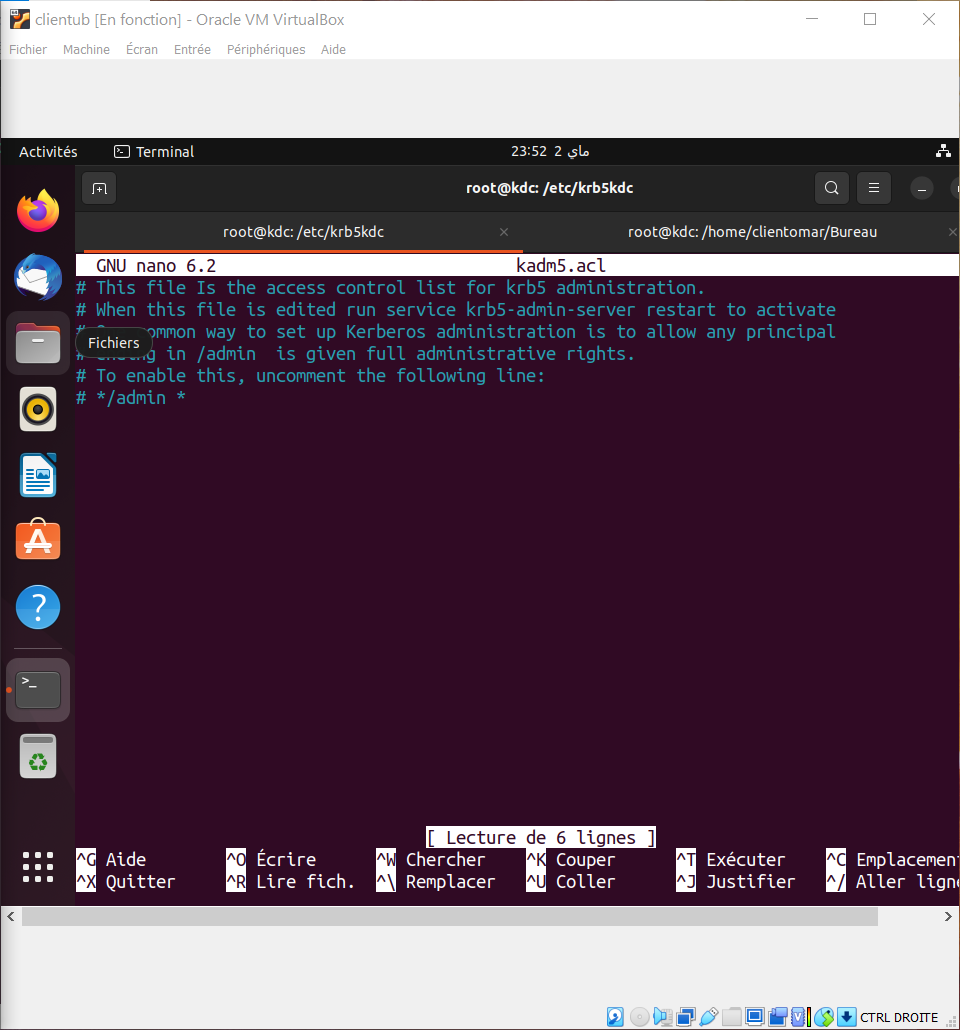 clientub [En fonction] - Oracle VM VirtualBox
Fichier Machine Écran Entrée Périphériques Aide
Activités Terminal 23:52 2 ماي
root@kdc: /etc/krb5kdc
root@kdc: /etc/krb5kdc × root@kdc: /home/clientomar/Bureau ×
GNU nano 6.2 kadm5.acl
# This file Is the access control list for krb5 administration.
# When this file is edited run service krb5-admin-server restart to activate
# common way to set up Kerberos administration is to allow any principal
Fichiers
# in /admin  is given full administrative rights.
# To enable this, uncomment the following line:
# */admin *
[ Lecture de 6 lignes ]
^G Aide ^O Écrire ^W Chercher ^K Couper ^T Exécuter ^C Emplacement
^X Quitter ^R Lire fich. ^\ Remplacer ^U Coller ^J Justifier ^/ Aller ligne
CTRL DROITE